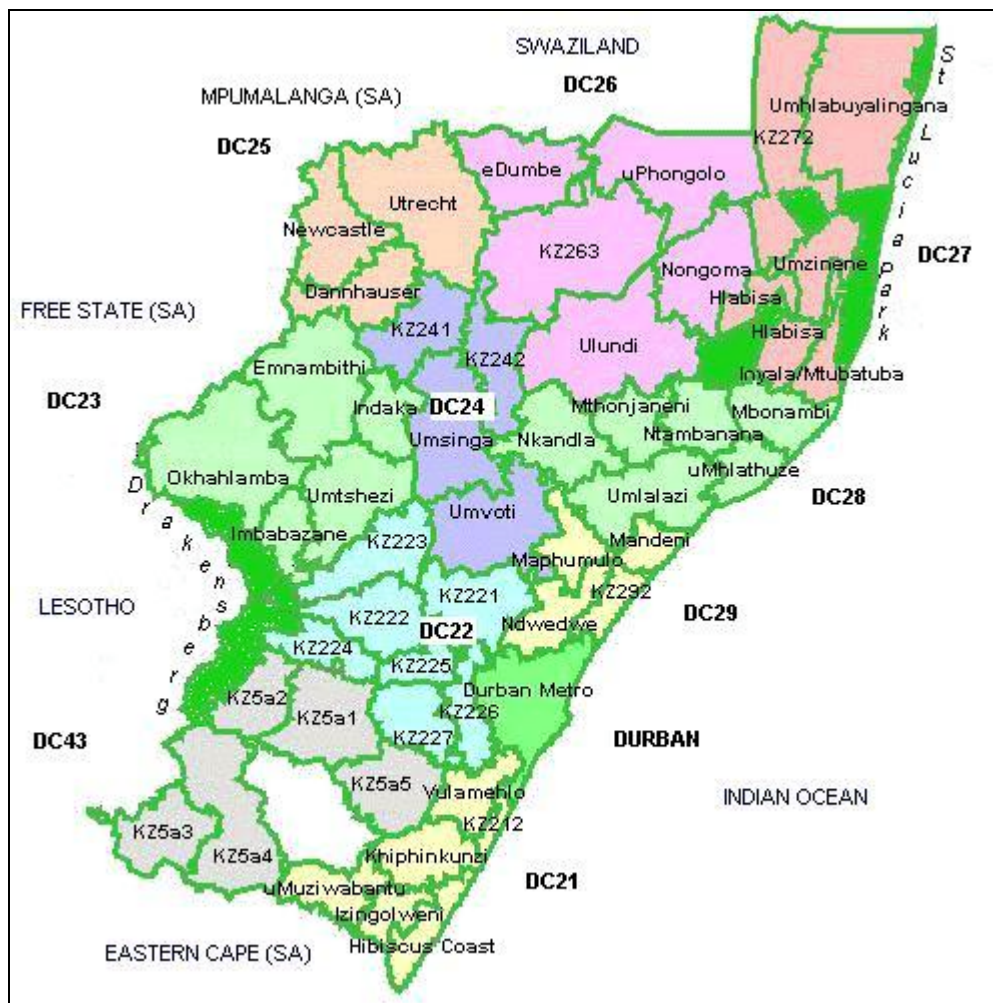 SWAZILAND
DC26
MPUMALANGA (SA)
DC25
St Lucia Park
Umhlabuyalingana
KZ272
eDumbe
uPhongolo
Utrecht
Newcastle
KZ263
Nongoma
Umzinene
DC27
Dannhauser
Hlabisa
FREE STATE (SA)
KZ241
KZ242
Ulundi
Hlabisa
Emnambithi
Inyala/Mtubatuba
DC23
Indaka
DC24
Mthonjaneni
Mbonambi
Umsinga
Nkandla
Ntambanana
Okhahlamba
Umtshezi
uMhlathuze
DC28
Drakensberg
Umlalazi
Umvoti
Imbabazane
KZ223
Maphumulo
Mandeni
LESOTHO
KZ221
KZ292
DC29
KZ222
DC22
Ndwedwe
KZ224
KZ225
KZ5a2
Durban Metro
KZ5a1
KZ226
DC43
KZ227
DURBAN
KZ5a5
Vulamehlo
INDIAN OCEAN
KZ212
KZ5a3
KZ5a4
Khiphinkunzi
DC21
uMuziwabantu
Izingolweni
EASTERN CAPE (SA)
Hibiscus Coast